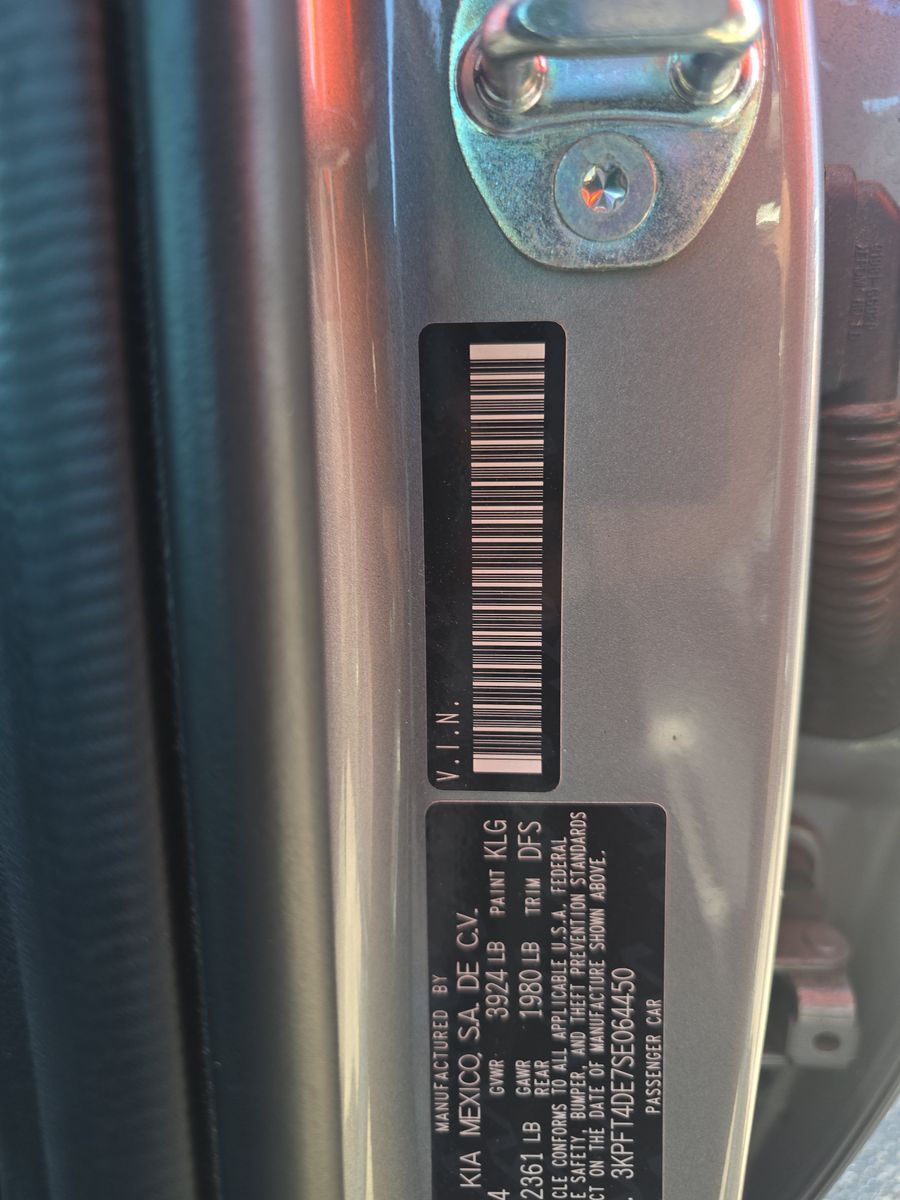 V.I.N.
MANUFACTURED BY
KIA MEXICO, S.A. DE C.V.
4 GVWR 3924 LB PAINT KLG
2361 LB GAWR REAR 1980 LB TRIM DFS
CLE CONFORMS TO ALL APPLICABLE U.S.A. FEDERAL
E SAFETY, BUMPER, AND THEFT PREVENTION STANDARDS
CT ON THE DATE OF MANUFACTURE SHOWN ABOVE.
. 3KPFT4DE7SE064450
PASSENGER CAR